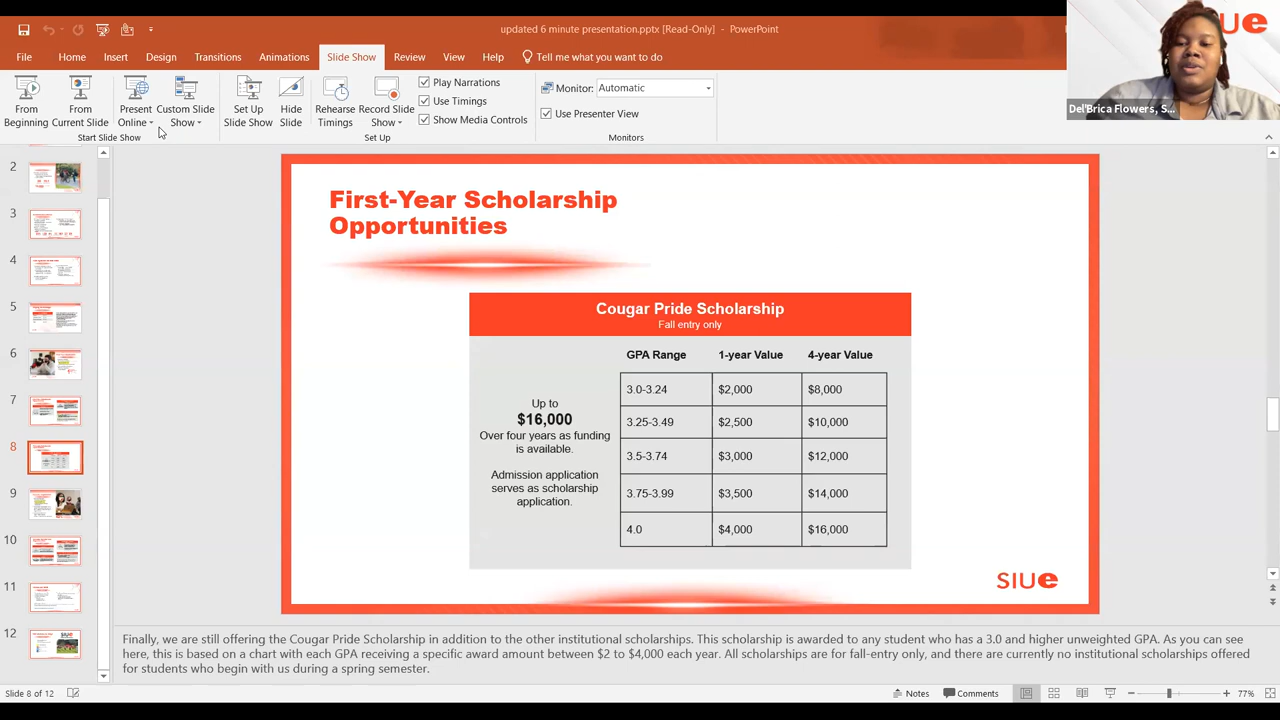 updated 6 minute presentation.pptx [Read-Only] - PowerPoint
SIUE
Del'Brica Flowers, S...
File Home Insert Design Transitions Animations Slide Show Review View Help Tell me what you want to do
From Beginning
From Current Slide
Present Online
Custom Slide Show
Start Slide Show
Set Up Slide Show
Hide Slide
Rehearse Timings
Record Slide Show
Play Narrations
Use Timings
Show Media Controls
Set Up
Monitor: Automatic
Use Presenter View
Monitors
2
3
4
5
6
7
8
9
10
11
12
First-Year Scholarship
Opportunities
Cougar Pride Scholarship
Fall entry only
Up to
$16,000
Over four years as funding
is available.
Admission application
serves as scholarship
application.
GPA Range 1-year Value 4-year Value
3.0-3.24 $2,000 $8,000
3.25-3.49 $2,500 $10,000
3.5-3.74 $3,000 $12,000
3.75-3.99 $3,500 $14,000
4.0 $4,000 $16,000
SIUE
Finally, we are still offering the Cougar Pride Scholarship in addition to the other institutional scholarships. This scholarship is awarded to any student who has a 3.0 and higher unweighted GPA. As you can see
here, this is based on a chart with each GPA receiving a specific award amount between $2 to $4,000 each year. All scholarships are for fall-entry only, and there are currently no institutional scholarships offered
for students who begin with us during a spring semester.
Slide 8 of 12
Notes
Comments
77%